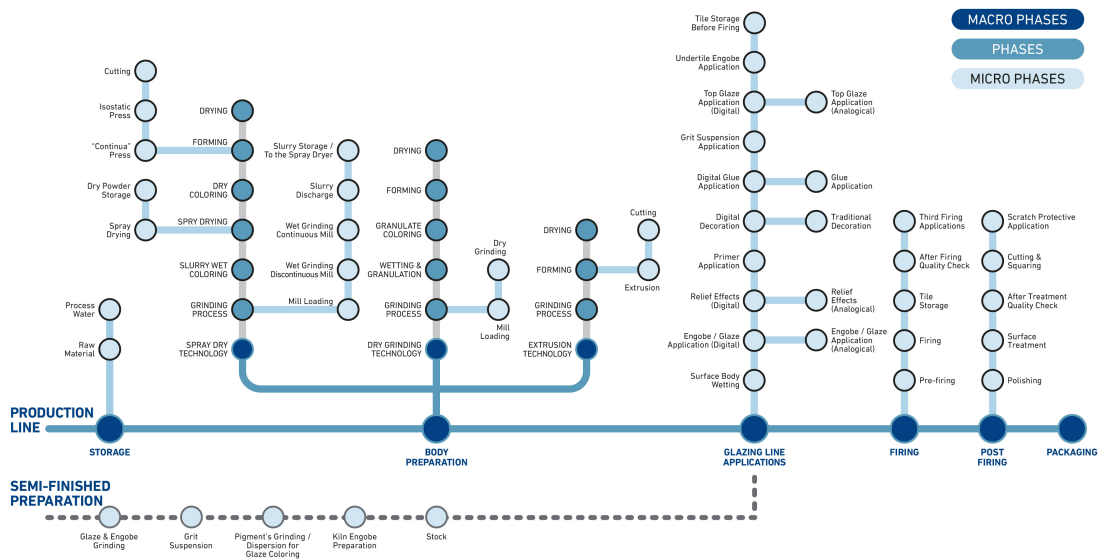 MACRO PHASES
PHASES
MICRO PHASES
Cutting
Isostatic
Press
"Continua"
Press
Dry Powder
Storage
Spray
Drying
Process
Water
Raw
Material
DRYING
FORMING
DRY
COLORING
SPRY DRYING
SLURRY WET
COLORING
GRINDING
PROCESS
SPRAY DRY
TECHNOLOGY
Slurry Storage /
To the Spray Dryer
Slurry
Discharge
Wet Grinding
Continuous Mill
Wet Grinding
Discontinuous Mill
Mill Loading
DRYING
FORMING
GRANULATE
COLORING
WETTING &
GRANULATION
GRINDING
PROCESS
DRY GRINDING
TECHNOLOGY
Dry
Grinding
Mill
Loading
DRYING
FORMING
GRINDING
PROCESS
EXTRUSION
TECHNOLOGY
Cutting
Extrusion
Tile Storage
Before Firing
Undertile Engobe
Application
Top Glaze
Application
(Digital)
Top Glaze
Application
(Analogical)
Grit Suspension
Application
Digital Glue
Application
Glue
Application
Digital
Decoration
Traditional
Decoration
Primer
Application
Relief Effects
(Digital)
Relief
Effects
(Analogical)
Engobe / Glaze
Application (Digital)
Engobe / Glaze
Application
(Analogical)
Surface Body
Wetting
Third Firing
Applications
After Firing
Quality Check
Tile
Storage
Firing
Pre-firing
Scratch Protective
Application
Cutting &
Squaring
After Treatment
Quality Check
Surface
Treatment
Polishing
PRODUCTION
LINE
STORAGE
BODY
PREPARATION
GLAZING LINE
APPLICATIONS
FIRING
POST
FIRING
PACKAGING
SEMI-FINISHED
PREPARATION
Glaze & Engobe
Grinding
Grit
Suspension
Pigment's Grinding /
Dispersion for
Glaze Coloring
Kiln Engobe
Preparation
Stock